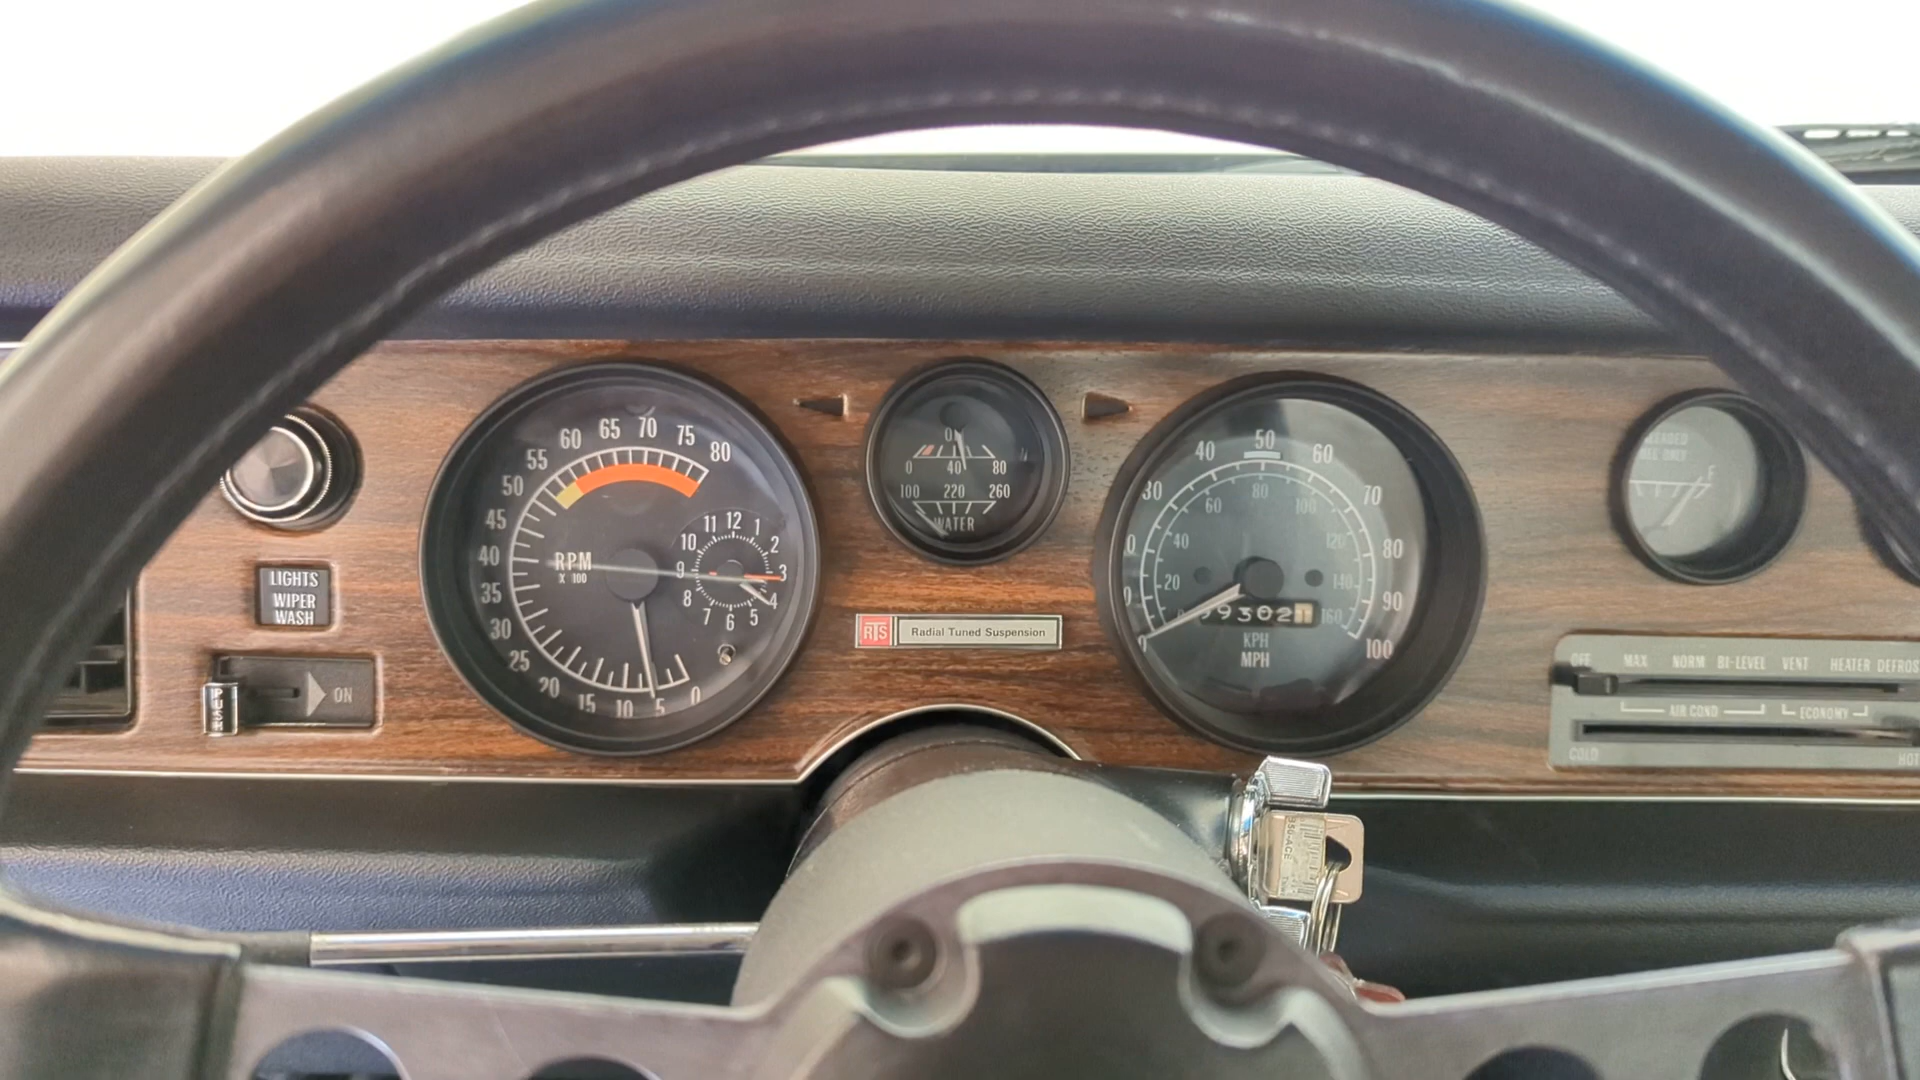 LIGHTS
WIPER
WASH
PUSH
ON
80
75
70
65
60
55
50
45
40
35
30
25
20
15
10
5
0
RPM
X 100
12
1
2
3
4
5
6
7
8
9
10
11
0 40 80
100 220 260
WATER
RTS Radial Tuned Suspension
30
40
50
60
70
80
90
100
20
40
60
80
100
120
140
160
93021
KPH
MPH
OFF MAX NORM BI-LEVEL VENT HEATER DEFROS
AIR COND ECONOMY
COLD HOT